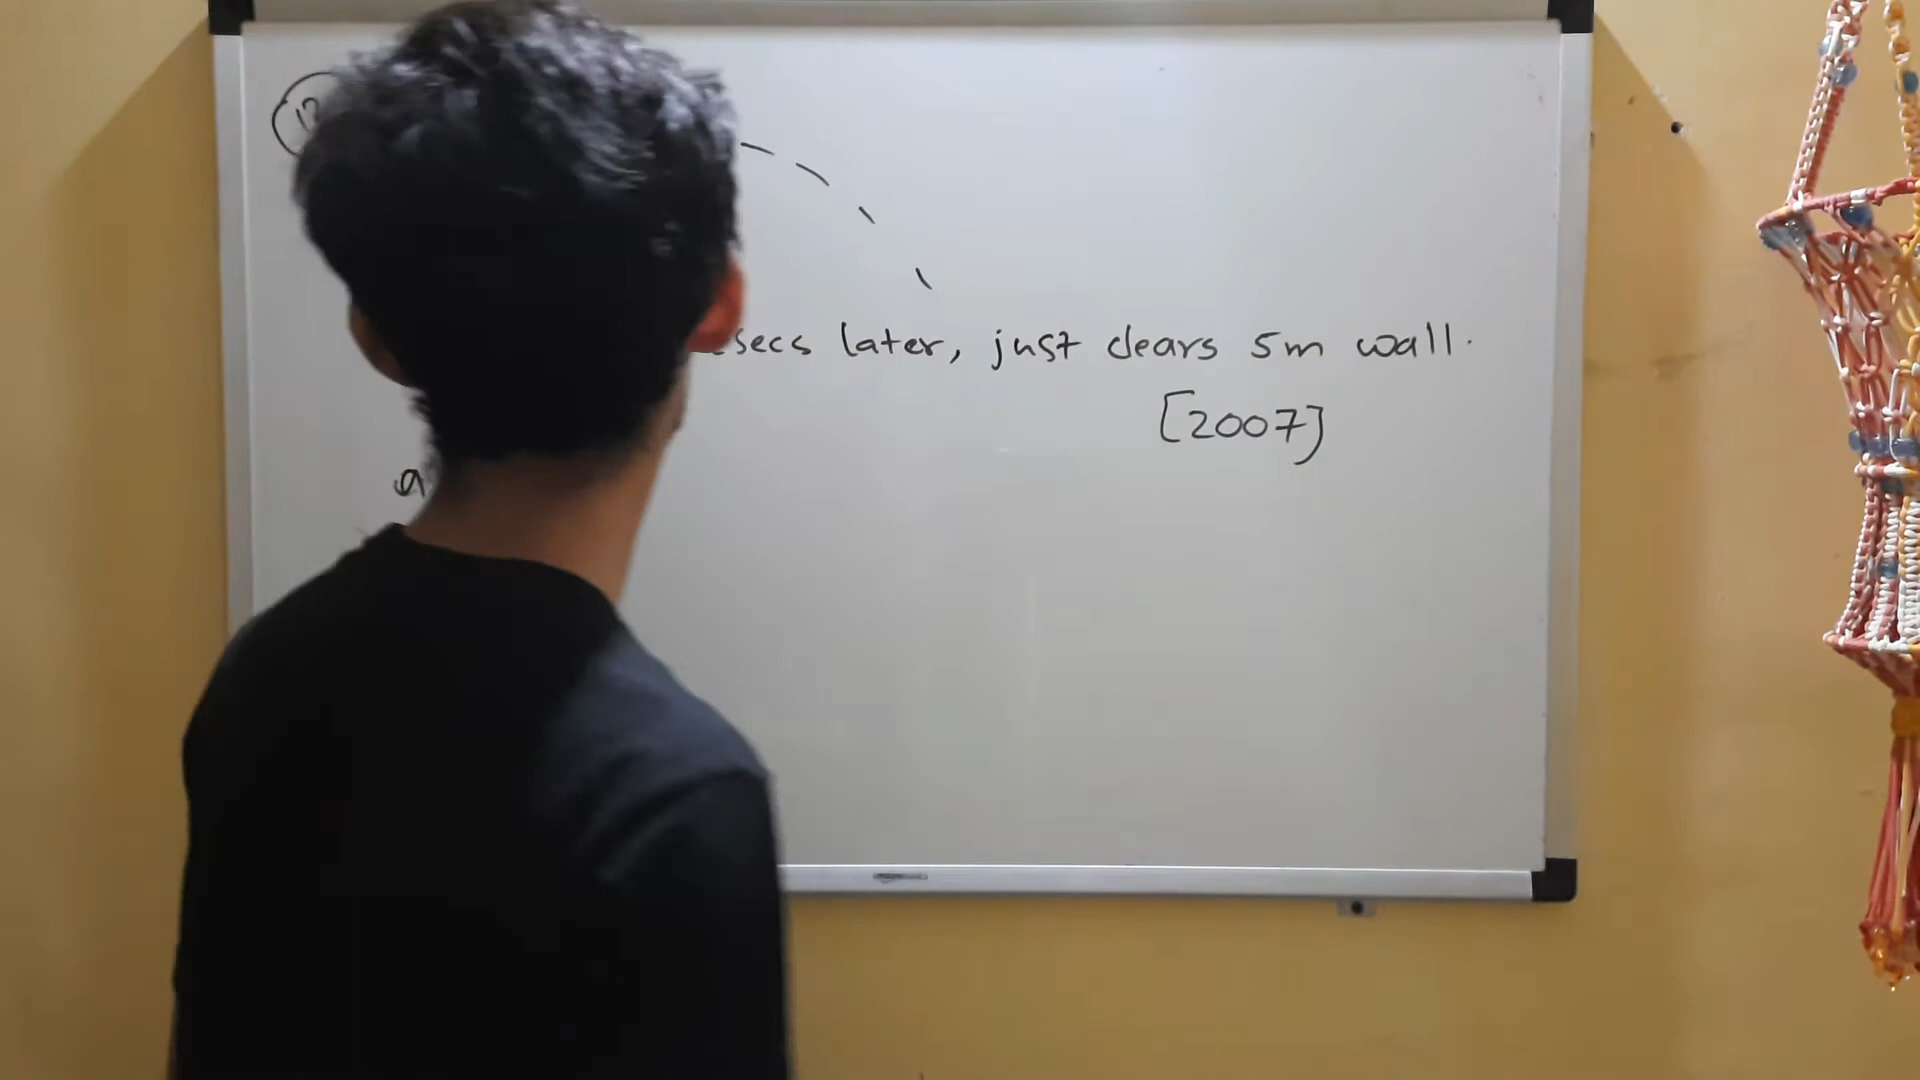 secs later, just clears 5m wall.
[2007]
a